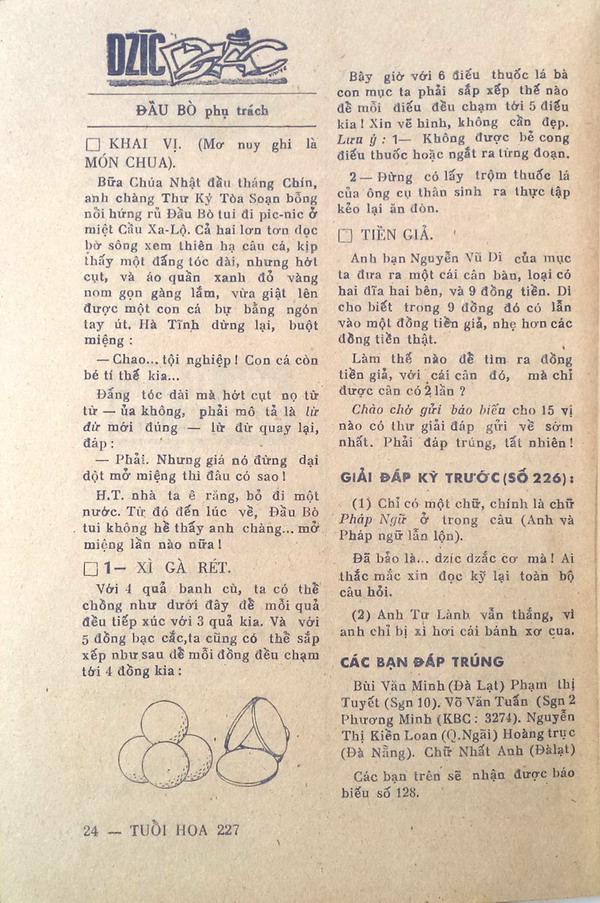 DZÍC DZẮC
ĐẦU BÒ phụ trách
☐ KHAI VỊ. (Mơ nuy ghi là
MÓN CHUA).
Bữa Chúa Nhật đầu tháng Chín,
anh chàng Thư Ký Tòa Soạn bỗng
nổi hứng rủ Đầu Bò tui đi pic-nic ở
miệt Cầu Xa-Lộ. Cả hai lơn tơn dọc
bờ sông xem thiên hạ câu cá, kịp
thấy một đấng tóc dài, nhưng hớt
cụt, và áo quần xanh đỏ vàng
nom gọn gàng lắm, vừa giật lên
được một con cá bự bằng ngón
tay út. Hà Tĩnh dừng lại, buột
miệng :
— Chao... tội nghiệp ! Con cá còn
bé tí thế kia...
Đấng tóc dài mà hớt cụt nọ từ
từ — ủa không, phải mô tả là lừ
đừ mới đúng — lừ đừ quay lại,
đáp :
— Phải. Nhưng giá nó đừng dại
dột mở miệng thì đâu có sao !
H.T. nhà ta ê răng, bỏ đi một
nước. Từ đó đến lúc về, Đầu Bò
tui không hề thấy anh chàng... mở
miệng lần nào nữa !
☐ 1— XÌ GÀ RÉT.
Với 4 quả banh cù, ta có thể
chồng như dưới đây để mỗi quả
đều tiếp xúc với 3 quả kia. Và với
5 đồng bạc cắc,ta cũng có thể sắp
xếp như sau để mỗi đồng đều chạm
tới 4 đồng kia :
24 — TUỔI HOA 227
Bây giờ với 6 điếu thuốc lá bà
con mục ta phải sắp xếp thế nào
để mỗi điếu đều chạm tới 5 điếu
kia ! Xin vẽ hình, không cần đẹp.
Lưu ý : 1— Không được bẻ cong
điếu thuốc hoặc ngắt ra từng đoạn.
2 — Đừng có lấy trộm thuốc lá
của ông cụ thân sinh ra thực tập
kẻo lại ăn đòn.
☐ TIỀN GIẢ.
Anh bạn Nguyễn Vũ Di của mục
ta đưa ra một cái cân bàn, loại có
hai đĩa hai bên, và 9 đồng tiền. Di
cho biết trong 9 đồng đó có lẫn
vào một đồng tiền giả, nhẹ hơn các
đồng tiền thật.
Làm thế nào để tìm ra đồng
tiền giả, với cái cân đó, mà chỉ
được cân có 2 lần ?
Chào chờ gửi báo biếu cho 15 vị
nào có thư giải đáp gửi về sớm
nhất. Phải đáp trúng, tất nhiên !
GIẢI ĐÁP KỲ TRƯỚC (SỐ 226) :
(1) Chỉ có một chữ, chính là chữ
Pháp Ngữ ở trong câu (Anh và
Pháp ngữ lẫn lộn).
Đã bảo là... dzíc dzắc cơ mà ! Ai
thắc mắc xin đọc kỹ lại toàn bộ
câu hỏi.
(2) Anh Tư Lành vẫn thắng, vì
anh chỉ bị xì hơi cái bánh xơ cua.
CÁC BẠN ĐÁP TRÚNG
Bùi Văn Minh (Đà Lạt) Phạm thị
Tuyết (Sgn 10). Võ Văn Tuấn (Sgn 2
Phương Minh (KBC : 3274). Nguyễn
Thị Kiền Loan (Q.Ngãi) Hoàng trục
(Đà Nẵng). Chữ Nhất Anh (Đàlạt)
Các bạn trên sẽ nhận được báo
biếu số 128.